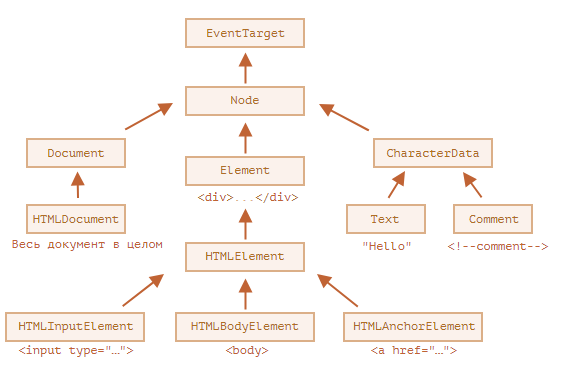 EventTarget
Node
Document
CharacterData
Element
<div>...</div>
HTMLDocument
Text
Comment
Весь документ в целом
"Hello"
<!--comment-->
HTMLElement
HTMLInputElement
HTMLBodyElement
HTMLAnchorElement
<input type="…">
<body>
<a href="…">